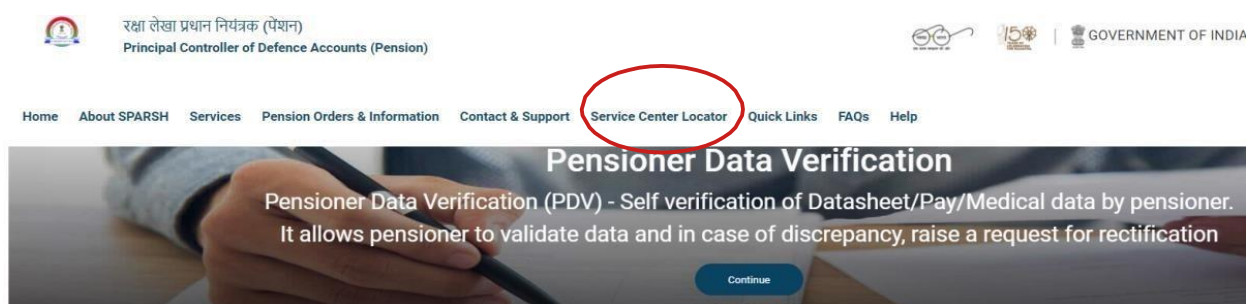 रक्षा लेखा प्रधान नियंत्रक (पेंशन)
Principal Controller of Defence Accounts (Pension)
150
GOVERNMENT OF INDIA
Home About SPARSH Services Pension Orders & Information Contact & Support Service Center Locator Quick Links FAQs Help
Pensioner Data Verification
Pensioner Data Verification (PDV) - Self verification of Datasheet/Pay/Medical data by pensioner.
It allows pensioner to validate data and in case of discrepancy, raise a request for rectification
Continue